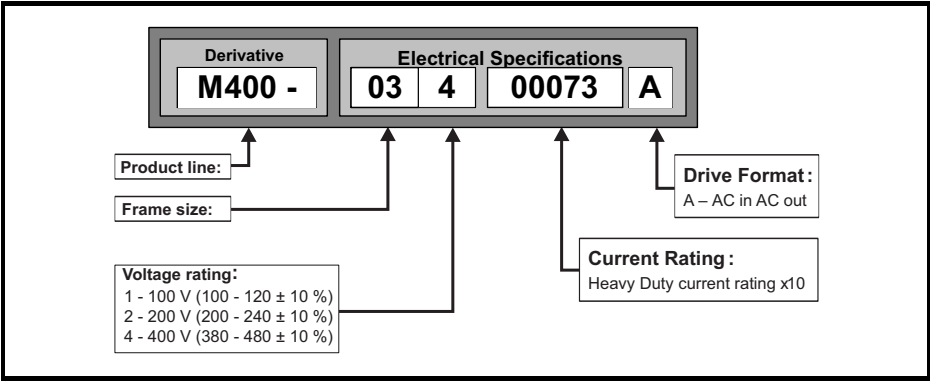 Derivative
Electrical Specifications
M400 -
03
4
00073
A
Product line:
Frame size:
Voltage rating:
1 - 100 V (100 - 120 ± 10 %)
2 - 200 V (200 - 240 ± 10 %)
4 - 400 V (380 - 480 ± 10 %)
Drive Format:
A – AC in AC out
Current Rating:
Heavy Duty current rating x10